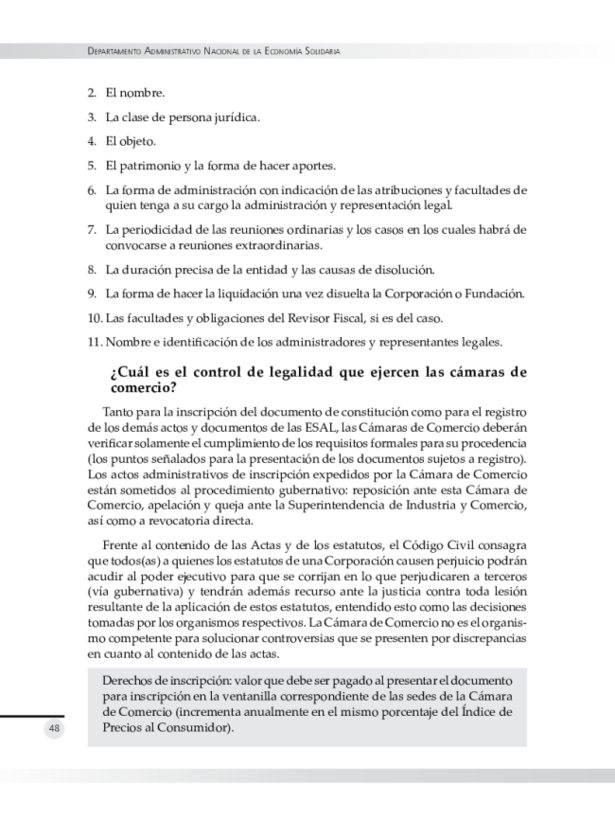 Departamento Administrativo Nacional de la Economía Solidaria
2. El nombre.
3. La clase de persona jurídica.
4. El objeto.
5. El patrimonio y la forma de hacer aportes.
6. La forma de administración con indicación de las atribuciones y facultades de
quien tenga a su cargo la administración y representación legal.
7. La periodicidad de las reuniones ordinarias y los casos en los cuales habrá de
convocarse a reuniones extraordinarias.
8. La duración precisa de la entidad y las causas de disolución.
9. La forma de hacer la liquidación una vez disuelta la Corporación o Fundación.
10. Las facultades y obligaciones del Revisor Fiscal, si es del caso.
11. Nombre e identificación de los administradores y representantes legales.
¿Cuál es el control de legalidad que ejercen las cámaras de
comercio?
Tanto para la inscripción del documento de constitución como para el registro
de los demás actos y documentos de las ESAL, las Cámaras de Comercio deberán
verificar solamente el cumplimiento de los requisitos formales para su procedencia
(los puntos señalados para la presentación de los documentos sujetos a registro).
Los actos administrativos de inscripción expedidos por la Cámara de Comercio
están sometidos al procedimiento gubernativo: reposición ante esta Cámara de
Comercio, apelación y queja ante la Superintendencia de Industria y Comercio,
así como a revocatoria directa.
Frente al contenido de las Actas y de los estatutos, el Código Civil consagra
que todos(as) a quienes los estatutos de una Corporación causen perjuicio podrán
acudir al poder ejecutivo para que se corrijan en lo que perjudicaren a terceros
(vía gubernativa) y tendrán además recurso ante la justicia contra toda lesión
resultante de la aplicación de estos estatutos, entendido esto como las decisiones
tomadas por los organismos respectivos. La Cámara de Comercio no es el organis-
mo competente para solucionar controversias que se presenten por discrepancias
en cuanto al contenido de las actas.
Derechos de inscripción: valor que debe ser pagado al presentar el documento
para inscripción en la ventanilla correspondiente de las sedes de la Cámara
de Comercio (incrementa anualmente en el mismo porcentaje del Índice de
Precios al Consumidor).
48